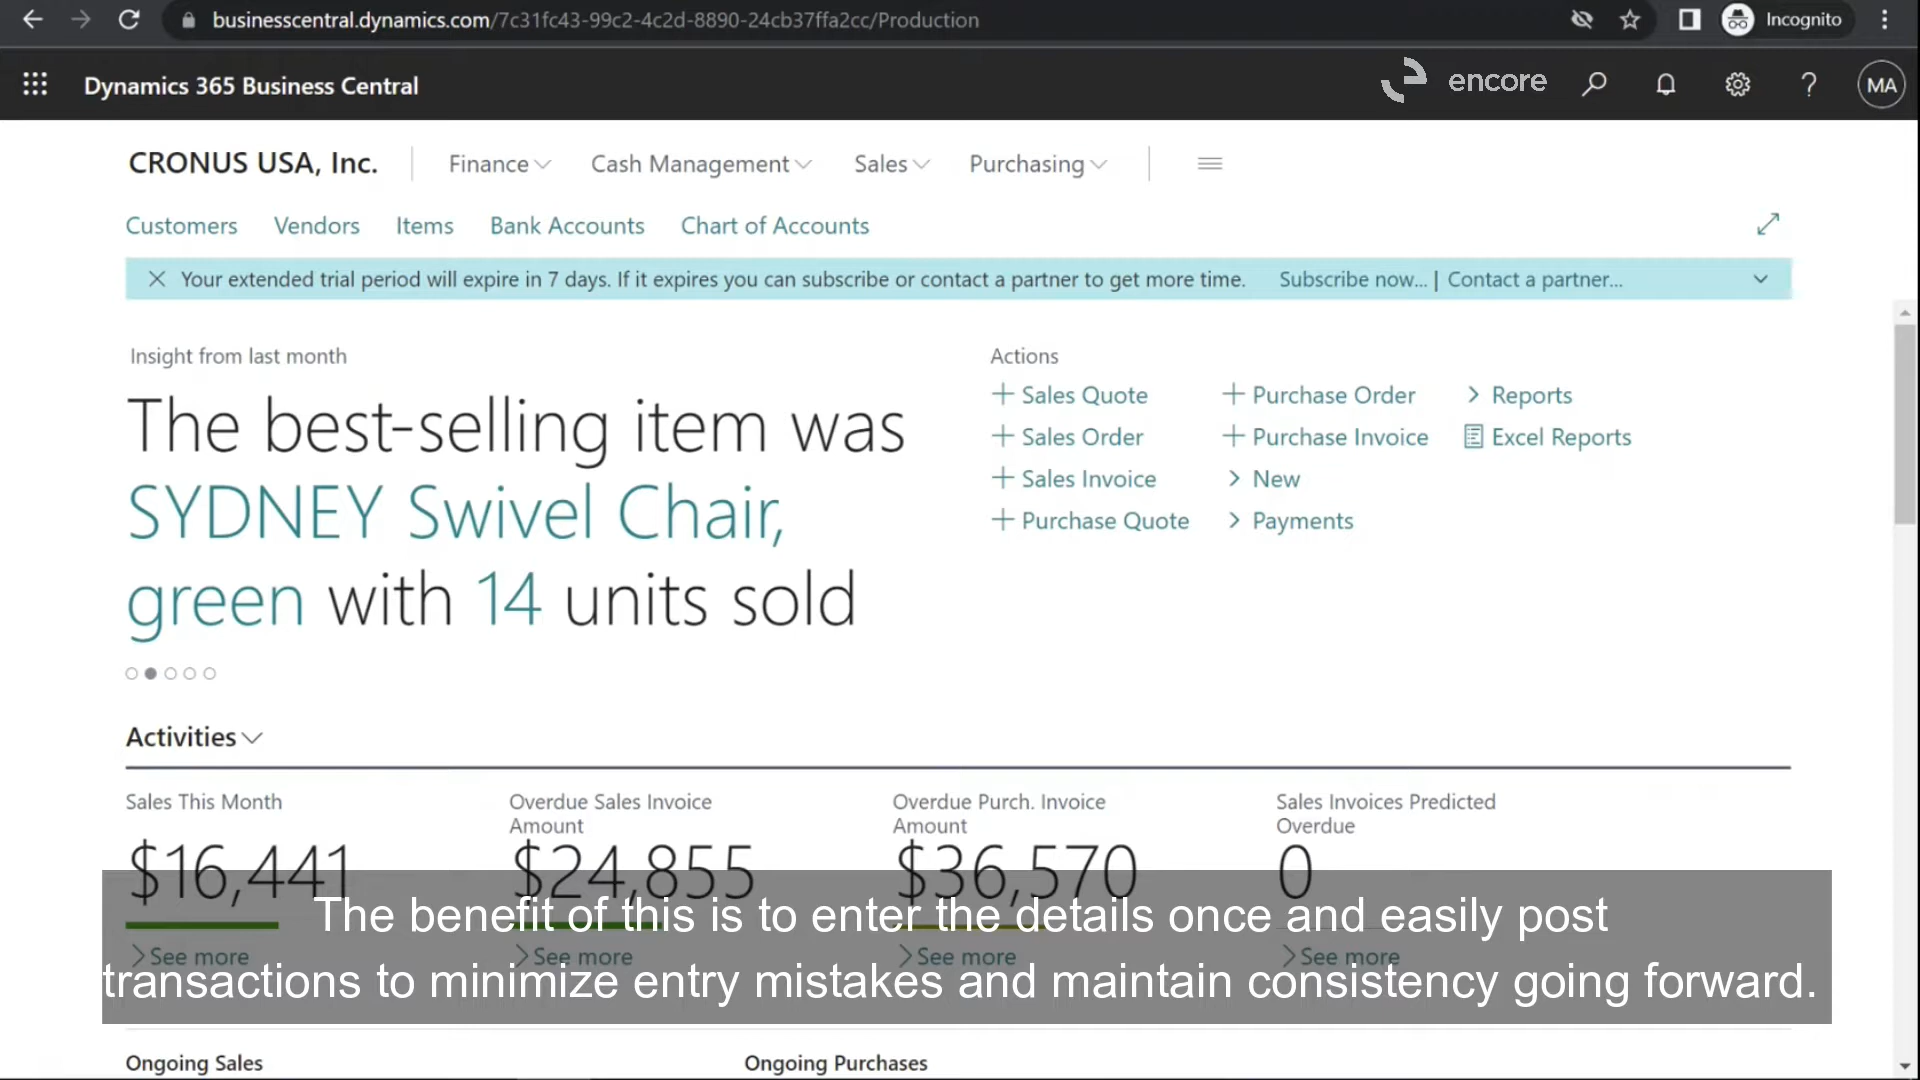 businesscentral.dynamics.com/7c31fc43-99c2-4c2d-8890-24cb37ffa2cc/Production
Incognito
Dynamics 365 Business Central
encore
?
MA
CRONUS USA, Inc.
Finance
Cash Management
Sales
Purchasing
Customers
Vendors
Items
Bank Accounts
Chart of Accounts
Your extended trial period will expire in 7 days. If it expires you can subscribe or contact a partner to get more time.
Subscribe now... | Contact a partner...
Insight from last month
The best-selling item was
SYDNEY Swivel Chair,
green with 14 units sold
Actions
Sales Quote
Purchase Order
Reports
Sales Order
Purchase Invoice
Excel Reports
Sales Invoice
New
Purchase Quote
Payments
Activities
Sales This Month
$16,441
See more
Overdue Sales Invoice
Amount
$24,855
See more
Overdue Purch. Invoice
Amount
$36,570
See more
Sales Invoices Predicted
Overdue
0
See more
The benefit of this is to enter the details once and easily post
transactions to minimize entry mistakes and maintain consistency going forward.
Ongoing Sales
Ongoing Purchases